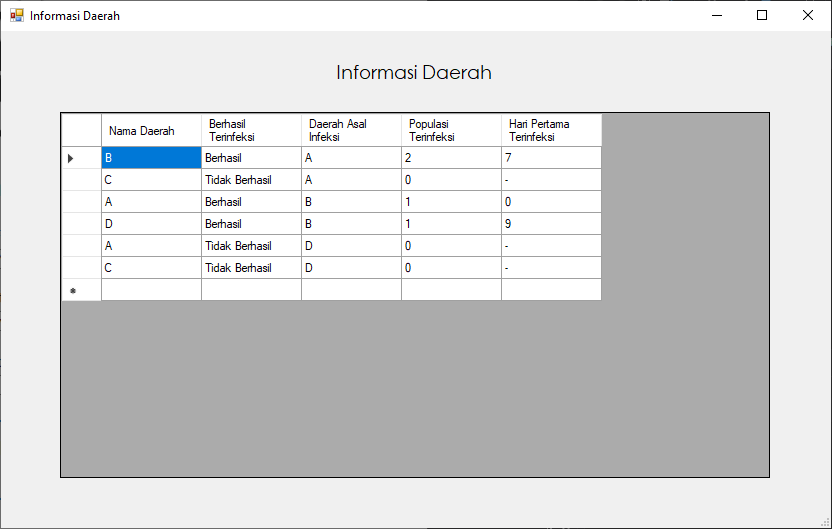 Informasi Daerah
Informasi Daerah
Nama Daerah Berhasil Terinfeksi Daerah Asal Infeksi Populasi Terinfeksi Hari Pertama Terinfeksi
B Berhasil A 2 7
C Tidak Berhasil A 0 -
A Berhasil B 1 0
D Berhasil B 1 9
A Tidak Berhasil D 0 -
C Tidak Berhasil D 0 -